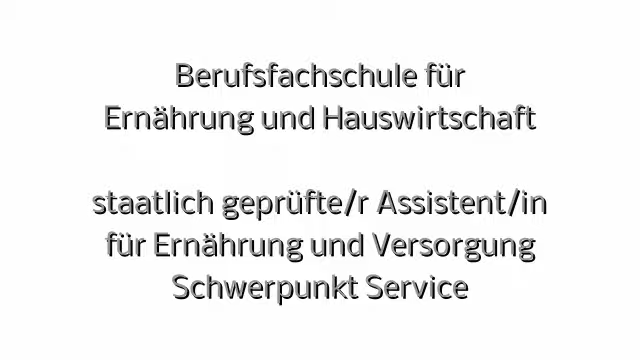 Berufsfachschule für
Ernährung und Hauswirtschaft
staatlich geprüfte/r Assistent/in
für Ernährung und Versorgung
Schwerpunkt Service